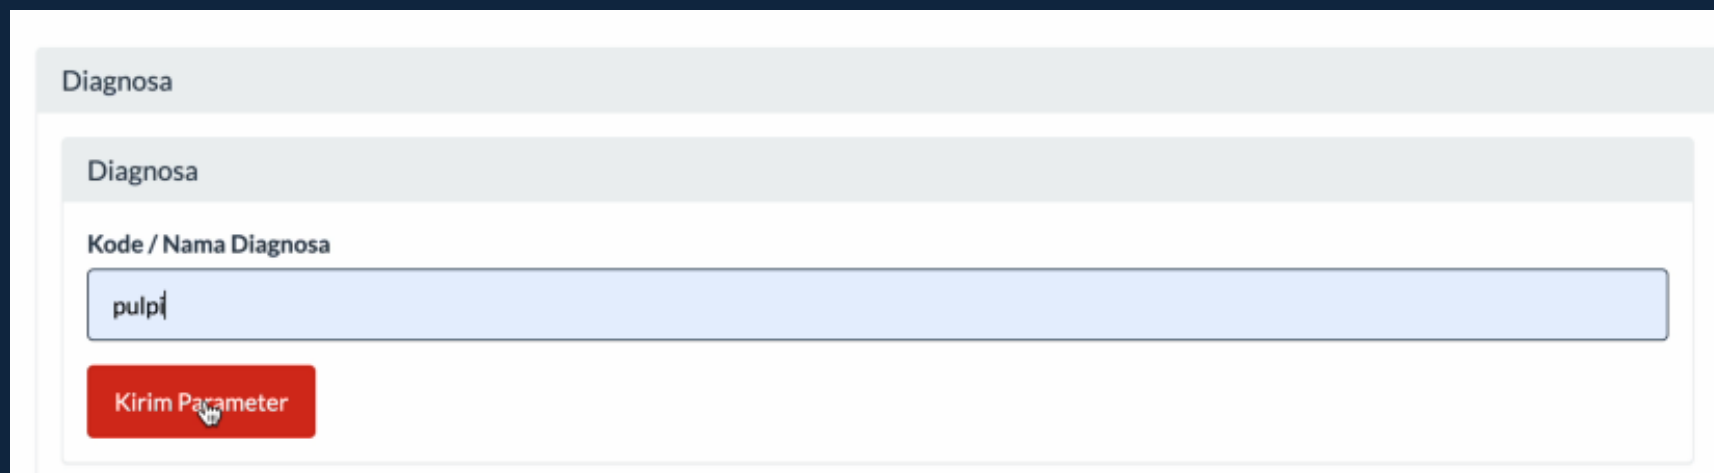 Diagnosa
Diagnosa
Kode / Nama Diagnosa
pulpi
Kirim Parameter